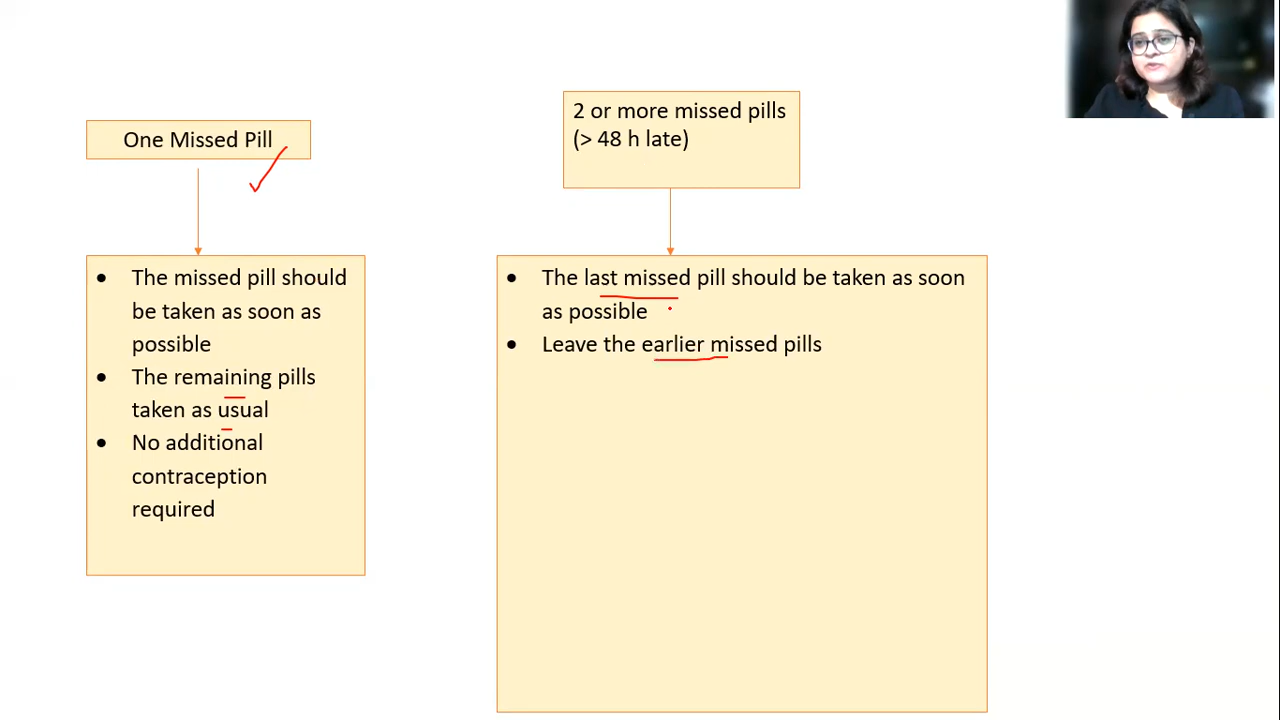 One Missed Pill
• The missed pill should
be taken as soon as
possible
• The remaining pills
taken as usual
• No additional
contraception
required
2 or more missed pills
(> 48 h late)
• The last missed pill should be taken as soon
as possible
• Leave the earlier missed pills